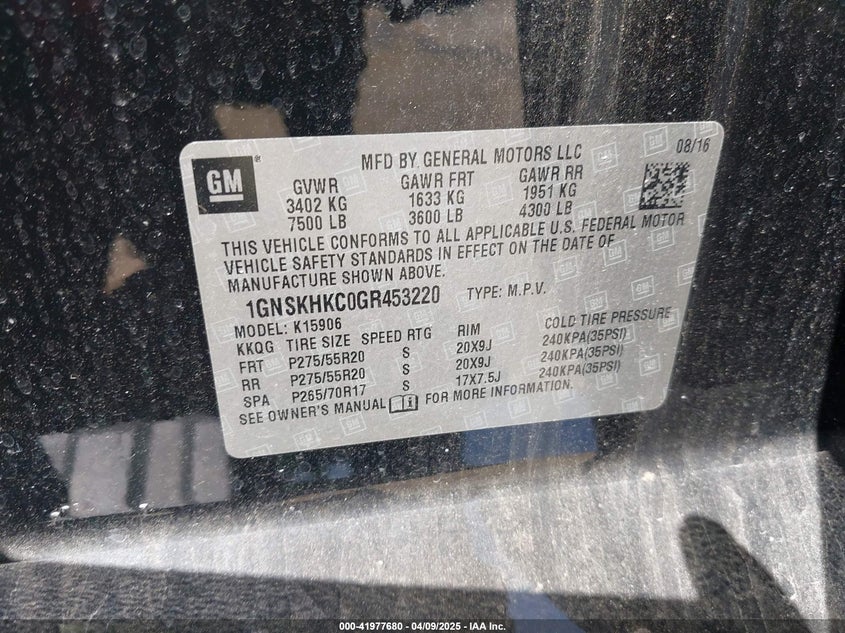 GM
MFD BY GENERAL MOTORS LLC
08/16
GVWR GAWR FRT GAWR RR
3402 KG 1633 KG 1951 KG
7500 LB 3600 LB 4300 LB
THIS VEHICLE CONFORMS TO ALL APPLICABLE U.S. FEDERAL MOTOR
VEHICLE SAFETY STANDARDS IN EFFECT ON THE DATE OF
MANUFACTURE SHOWN ABOVE.
1GNSKHKC0GR453220 TYPE: M.P.V.
MODEL: K15906
KKQG TIRE SIZE SPEED RTG RIM COLD TIRE PRESSURE
FRT P275/55R20 S 20X9J 240KPA(35PSI)
RR P275/55R20 S 20X9J 240KPA(35PSI)
SPA P265/70R17 S 17X7.5J 240KPA(35PSI)
SEE OWNER'S MANUAL FOR MORE INFORMATION.
000-41977680 04/09/2025 - IAA Inc.